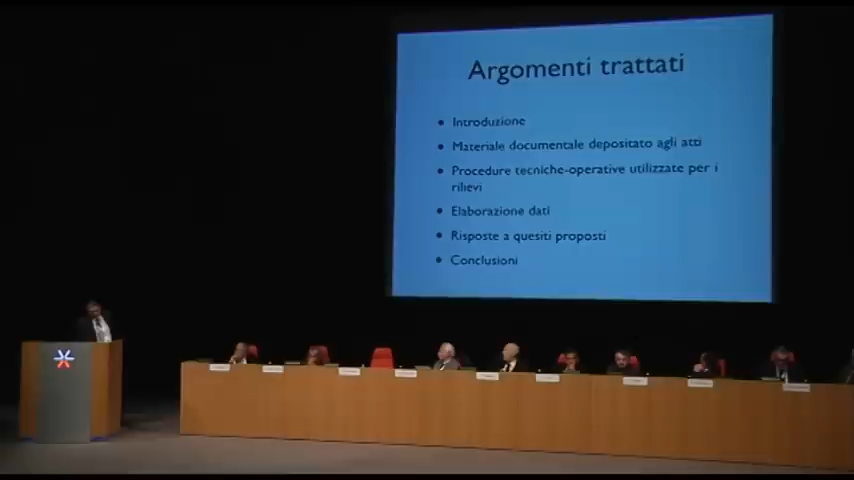 Argomenti trattati
• Introduzione
• Materiale documentale depositato agli atti
• Procedure tecniche-operative utilizzate per i
rilievi
• Elaborazione dati
• Risposte a quesiti proposti
• Conclusioni